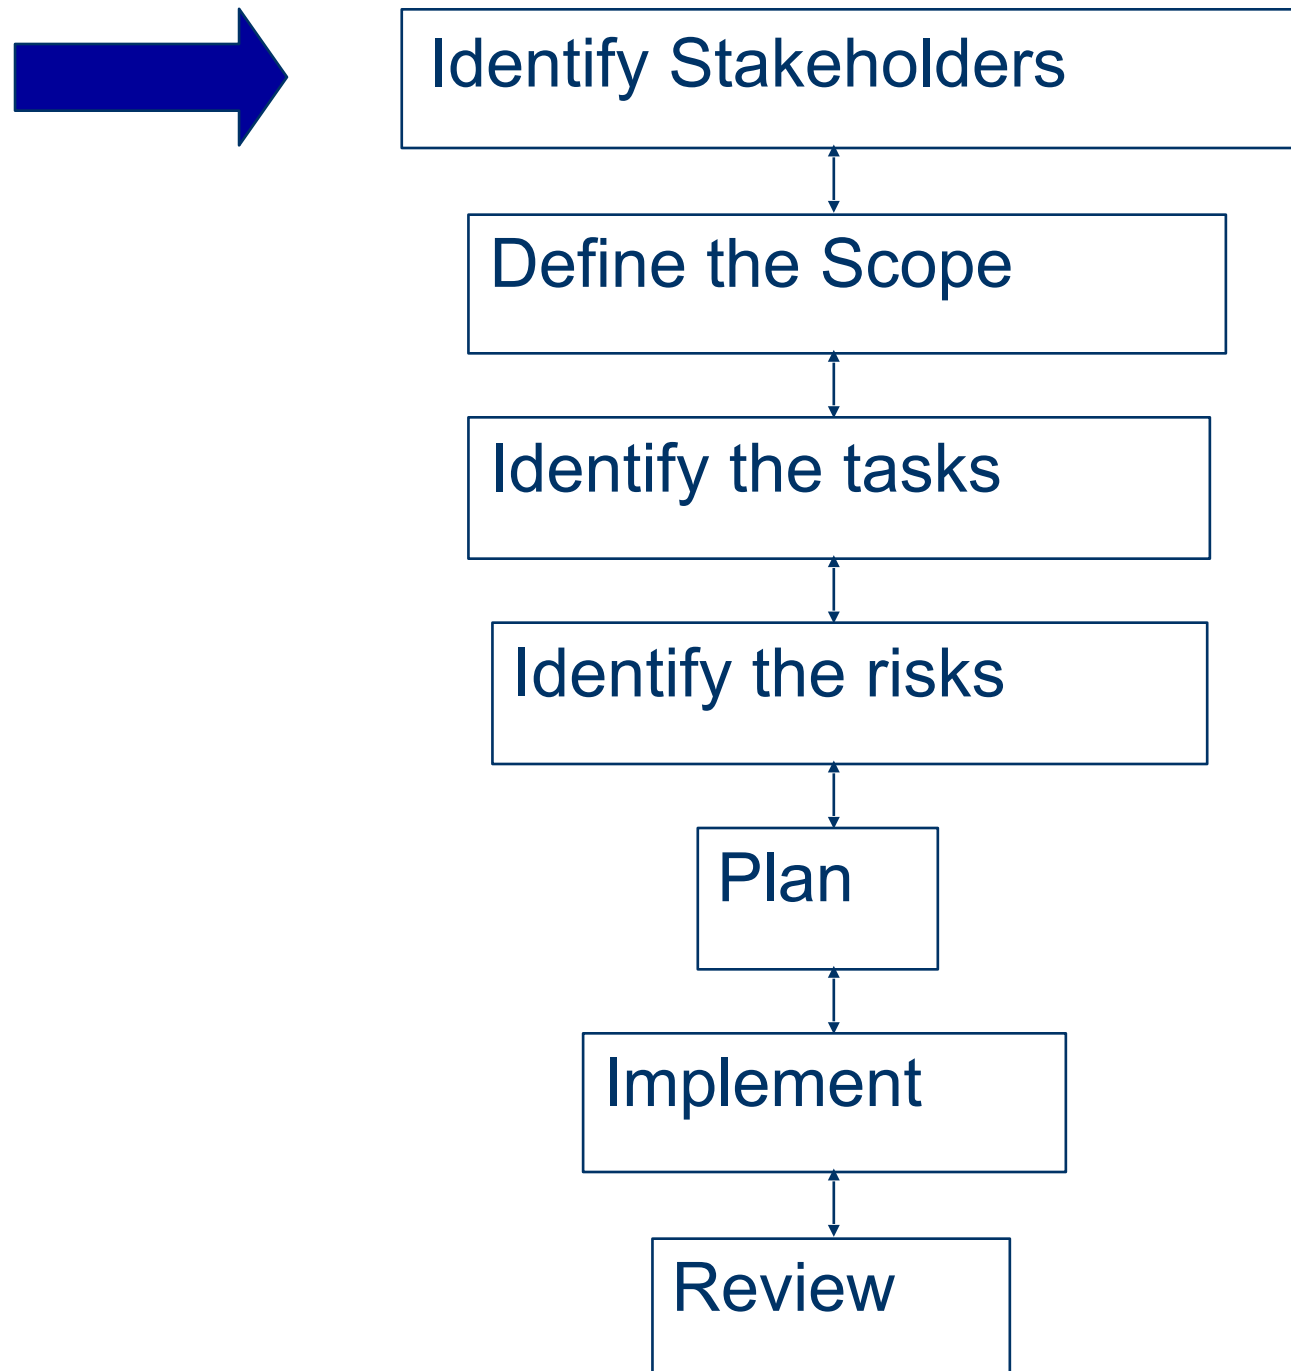 Identify Stakeholders
Define the Scope
Identify the tasks
Identify the risks
Plan
Implement
Review